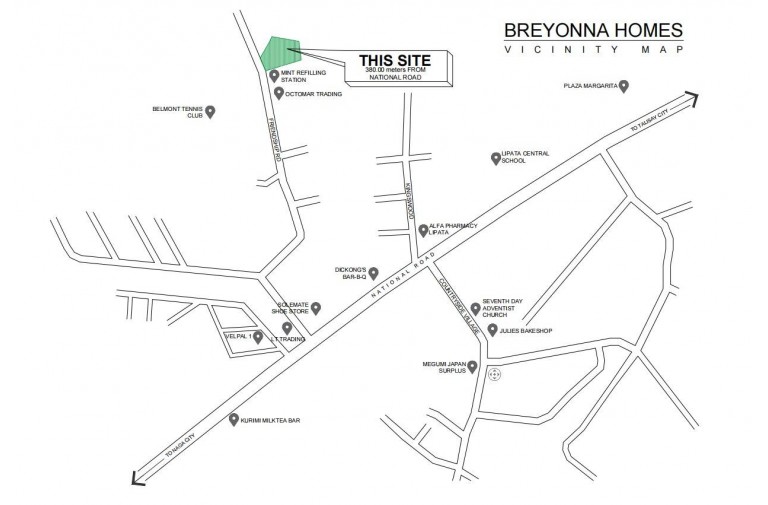 BREYONNA HOMES
VICINITY MAP
THIS SITE
380.00 meters FROM
NATIONAL ROAD
MINT REFILLING
STATION
OCTOMAR TRADING
BELMONT TENNIS
CLUB
FRIENDSHIP RD
PLAZA MARGARITA
TO TALISAY CITY
LIPATA CENTRAL
SCHOOL
KINGSWOOD
ALFA PHARMACY
LIPATA
NATIONAL ROAD
DICKONG'S
BAR-B-Q
COUNTRYSIDE VILLAGE
SEVENTH DAY
ADVENTIST
CHURCH
SOLEMATE
SHOE STORE
JULIES BAKESHOP
VELPAL 1
LT TRADING
MEGUMI JAPAN
SURPLUS
KURIMI MILKTEA BAR
TO NAGA CITY